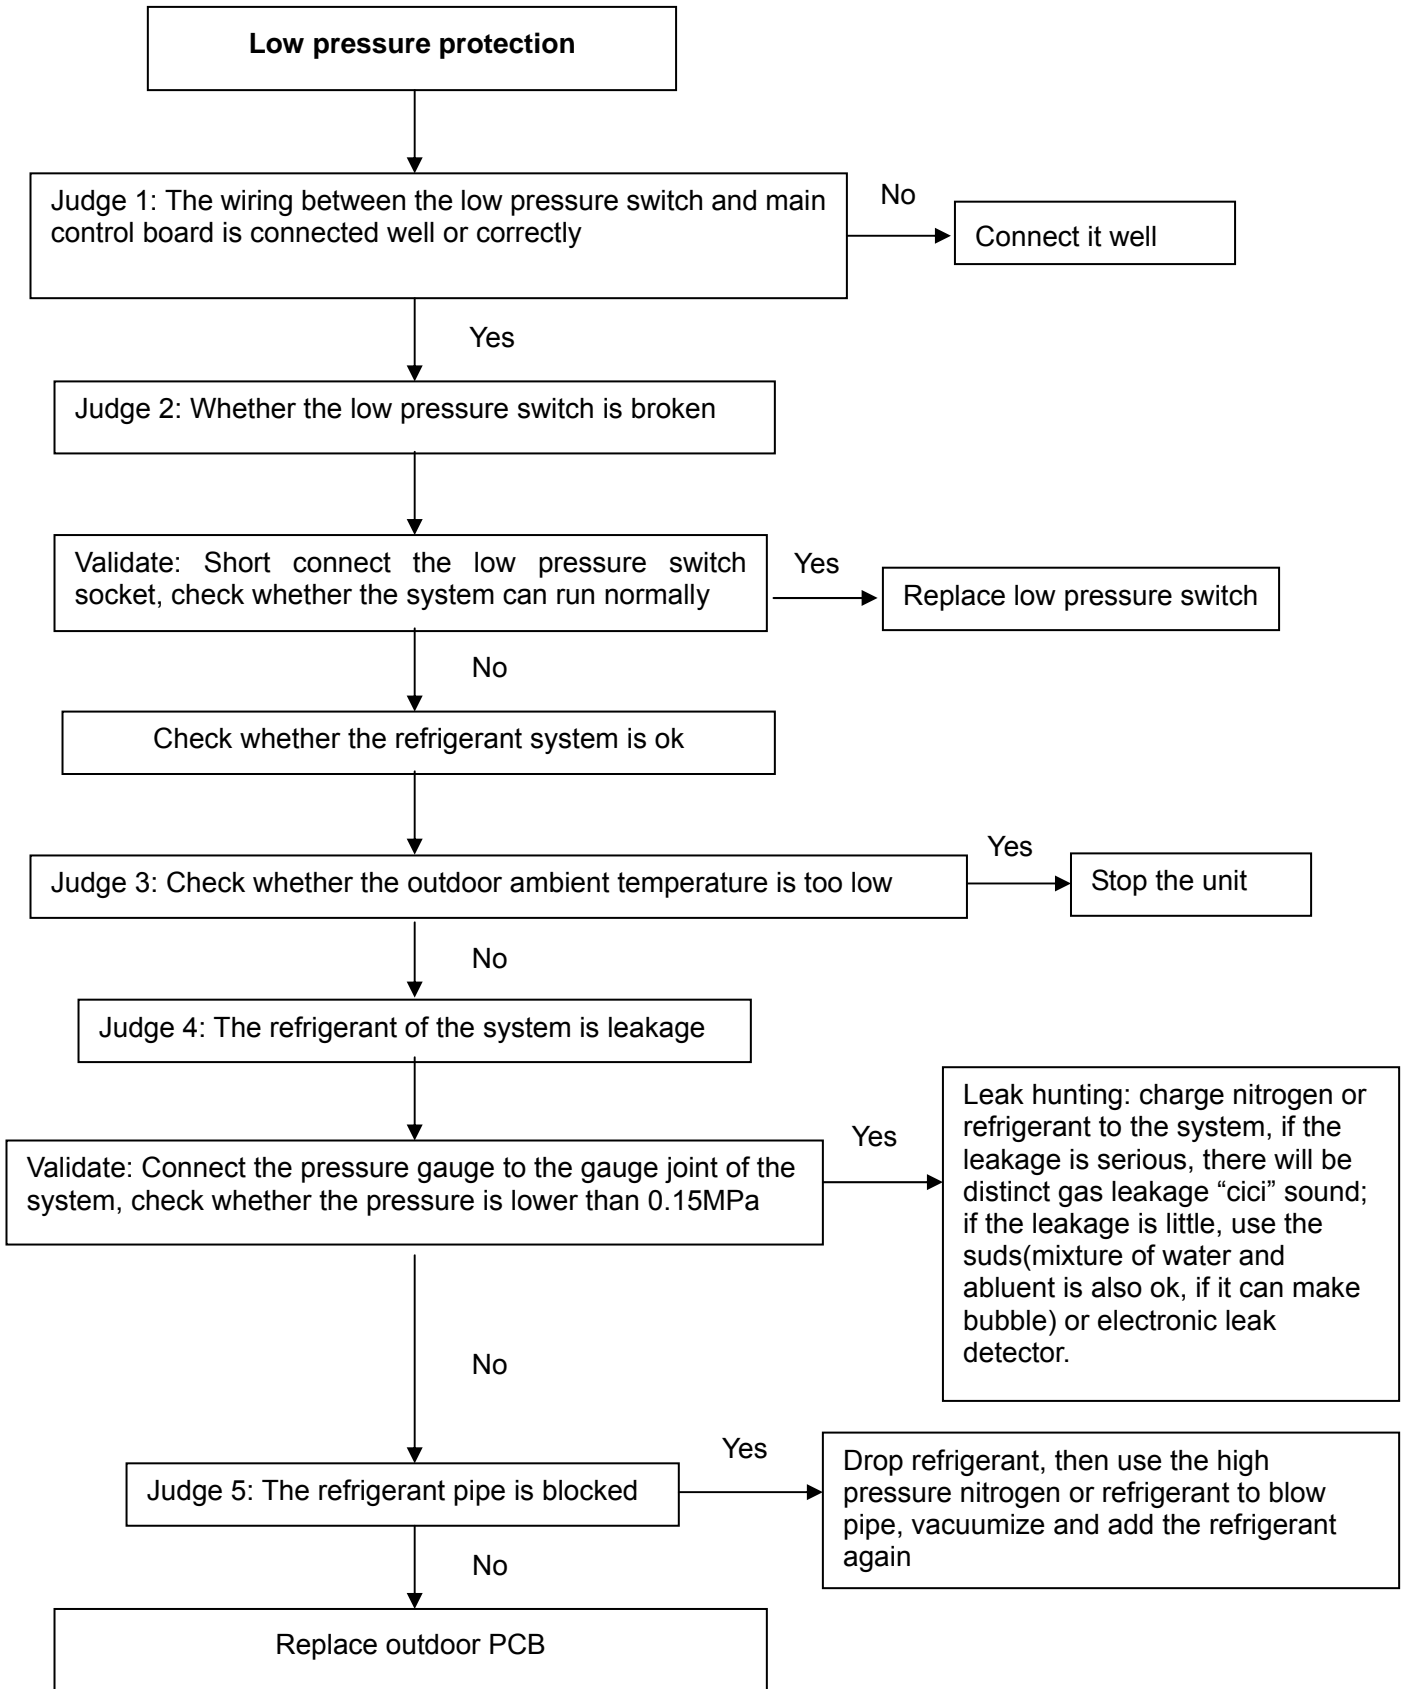 Low pressure protection
Judge 1: The wiring between the low pressure switch and main
control board is connected well or correctly
No
Connect it well
Yes
Judge 2: Whether the low pressure switch is broken
Validate: Short connect the low pressure switch
socket, check whether the system can run normally
Yes
Replace low pressure switch
No
Check whether the refrigerant system is ok
Judge 3: Check whether the outdoor ambient temperature is too low
Yes
Stop the unit
No
Judge 4: The refrigerant of the system is leakage
Validate: Connect the pressure gauge to the gauge joint of the
system, check whether the pressure is lower than 0.15MPa
Yes
Leak hunting: charge nitrogen or
refrigerant to the system, if the
leakage is serious, there will be
distinct gas leakage “cici” sound;
if the leakage is little, use the
suds(mixture of water and
abluent is also ok, if it can make
bubble) or electronic leak
detector.
No
Judge 5: The refrigerant pipe is blocked
Yes
Drop refrigerant, then use the high
pressure nitrogen or refrigerant to blow
pipe, vacuumize and add the refrigerant
again
No
Replace outdoor PCB